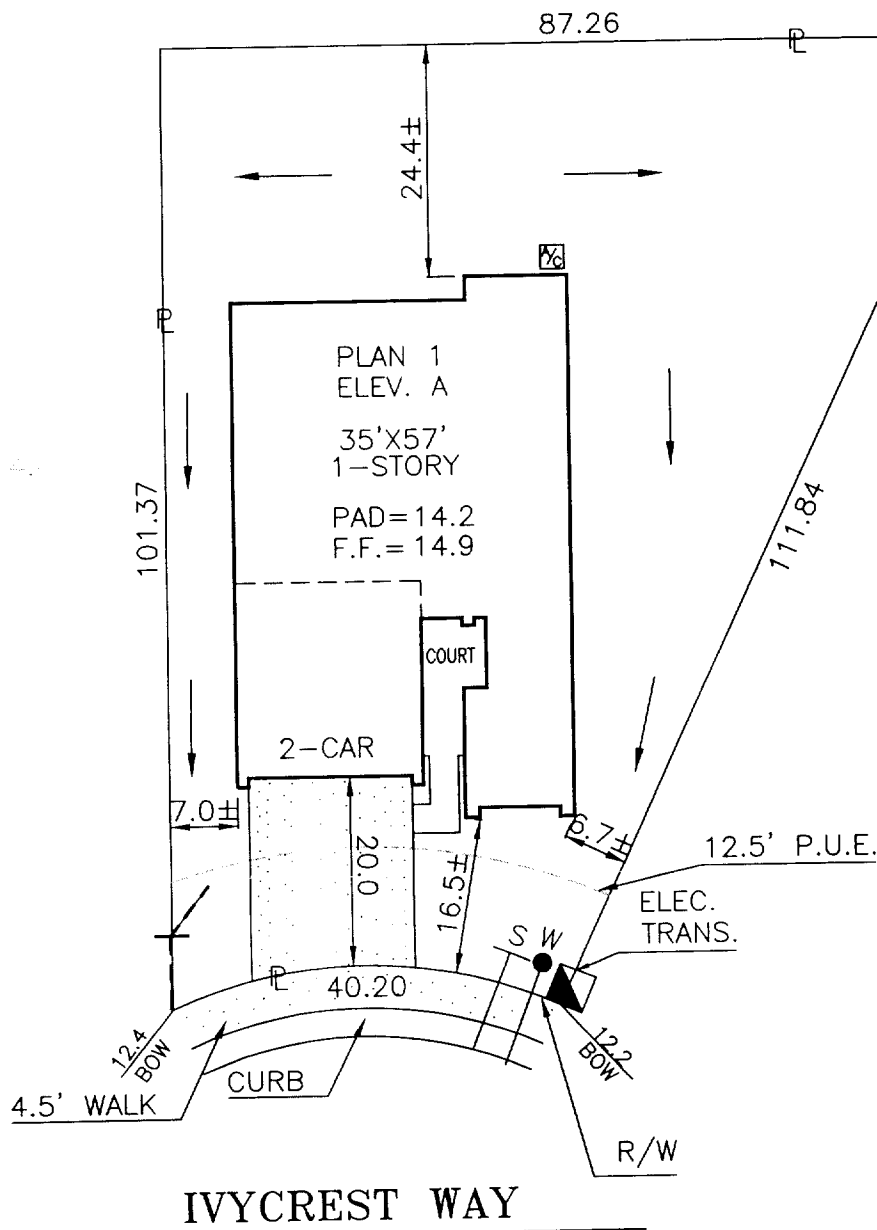 87.26
PL
24.4±
A/C
PL
PLAN 1
ELEV. A
35'X57'
1-STORY
PAD=14.2
F.F.=14.9
101.37
111.84
COURT
2-CAR
7.0±
20.0
16.5±
6.7±
12.5' P.U.E.
ELEC.
TRANS.
S W
PL
40.20
12.4
BOW
12.2
BOW
CURB
4.5' WALK
R/W
IVYCREST WAY